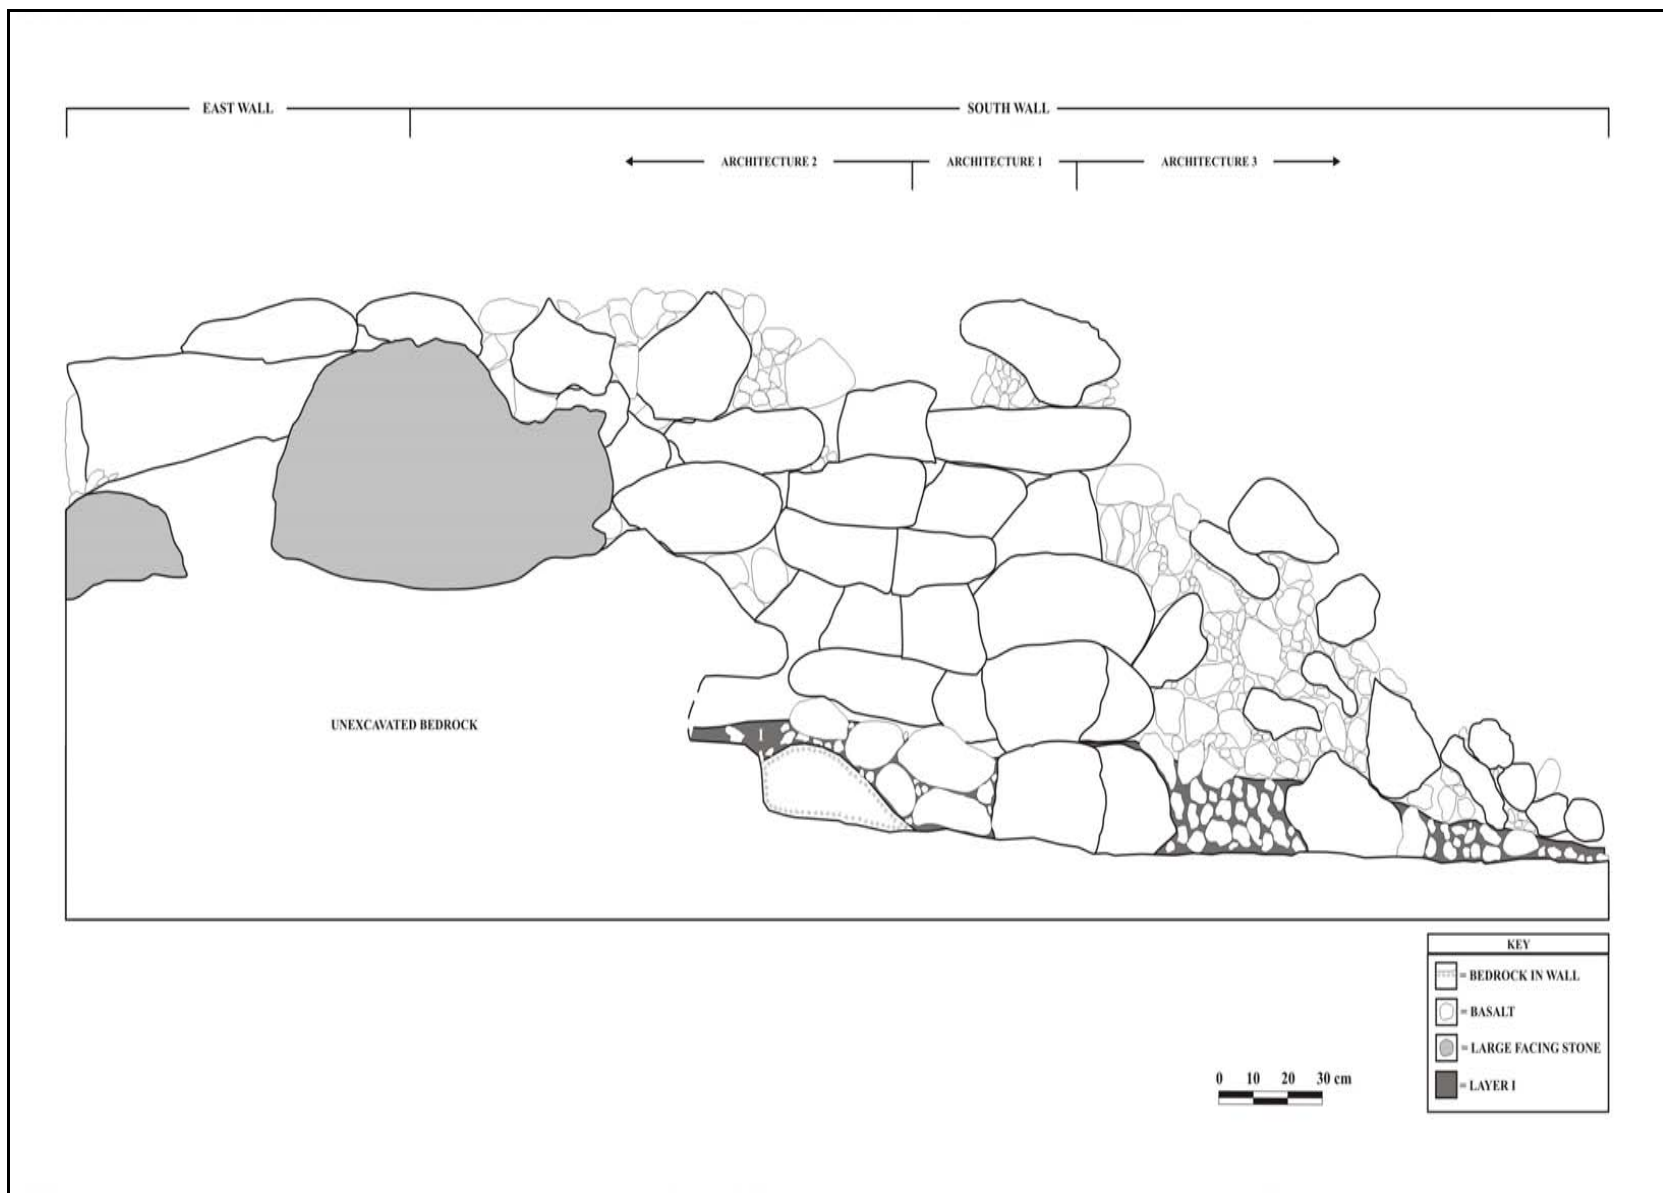 EAST WALL
SOUTH WALL
ARCHITECTURE 2
ARCHITECTURE 1
ARCHITECTURE 3
UNEXCAVATED BEDROCK
I
KEY
= BEDROCK IN WALL
= BASALT
= LARGE FACING STONE
= LAYER I
0 10 20 30 cm